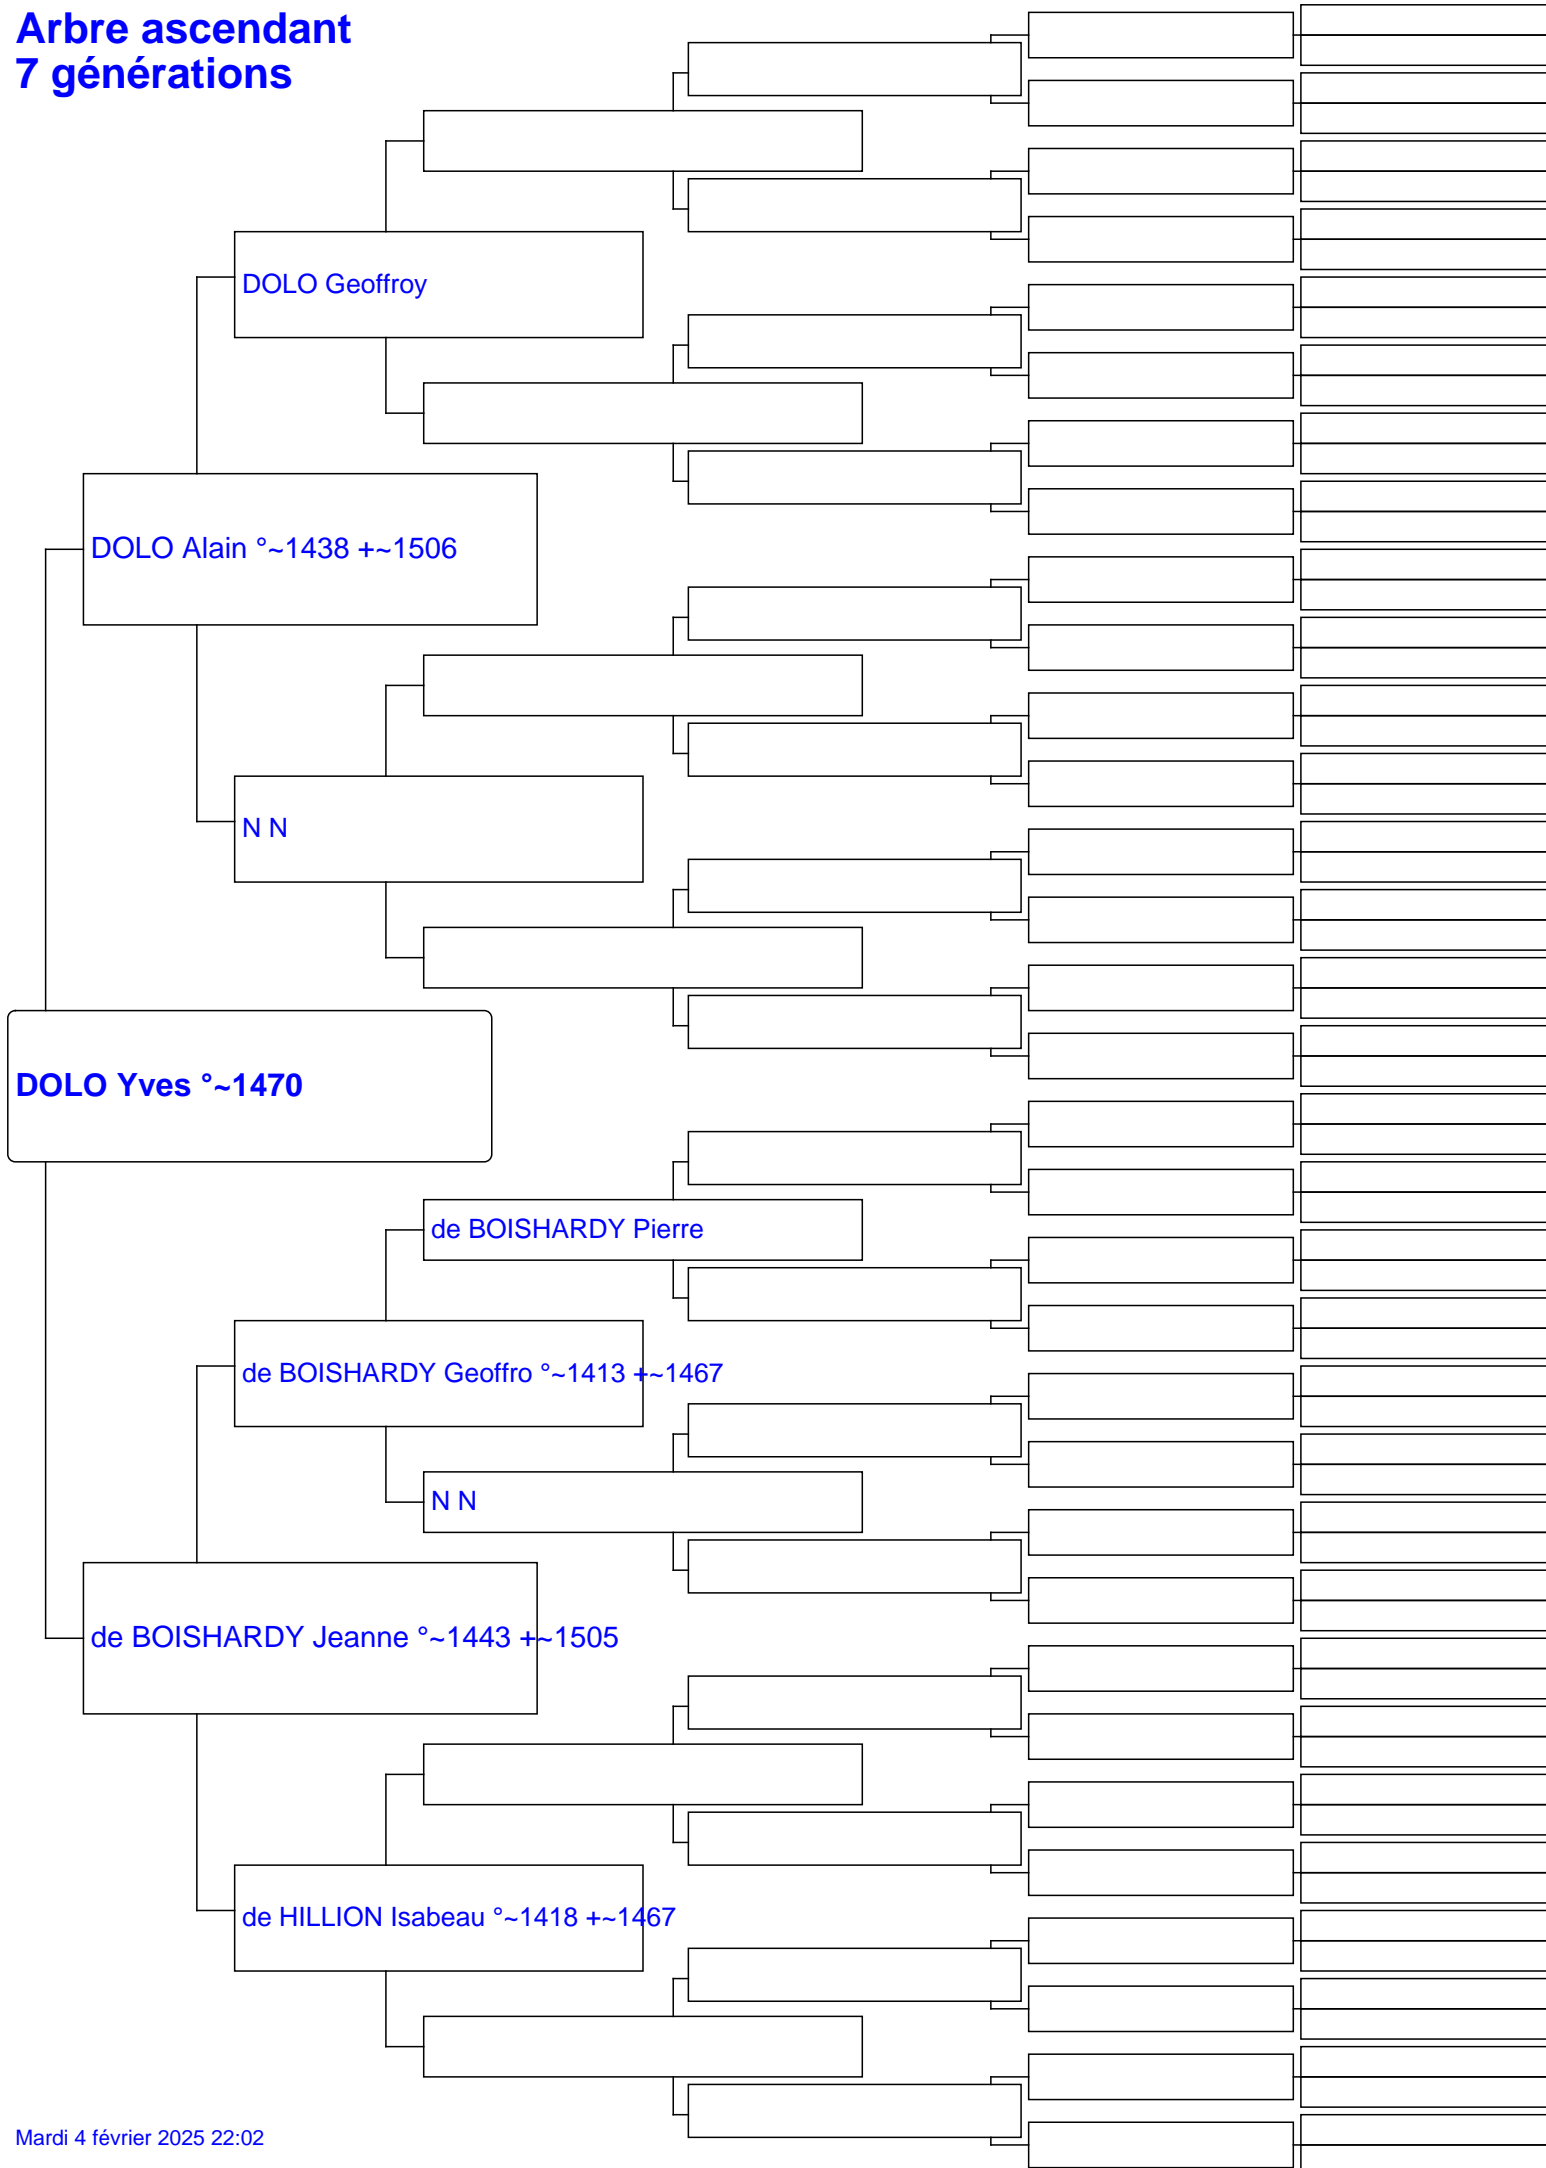 Arbre ascendant
7 générations
DOLO Geoffroy
DOLO Alain °~1438 +~1506
N N
DOLO Yves °~1470
de BOISHARDY Pierre
de BOISHARDY Geoffro °~1413 +~1467
N N
de BOISHARDY Jeanne °~1443 +~1505
de HILLION Isabeau °~1418 +~1467
Mardi 4 février 2025 22:02